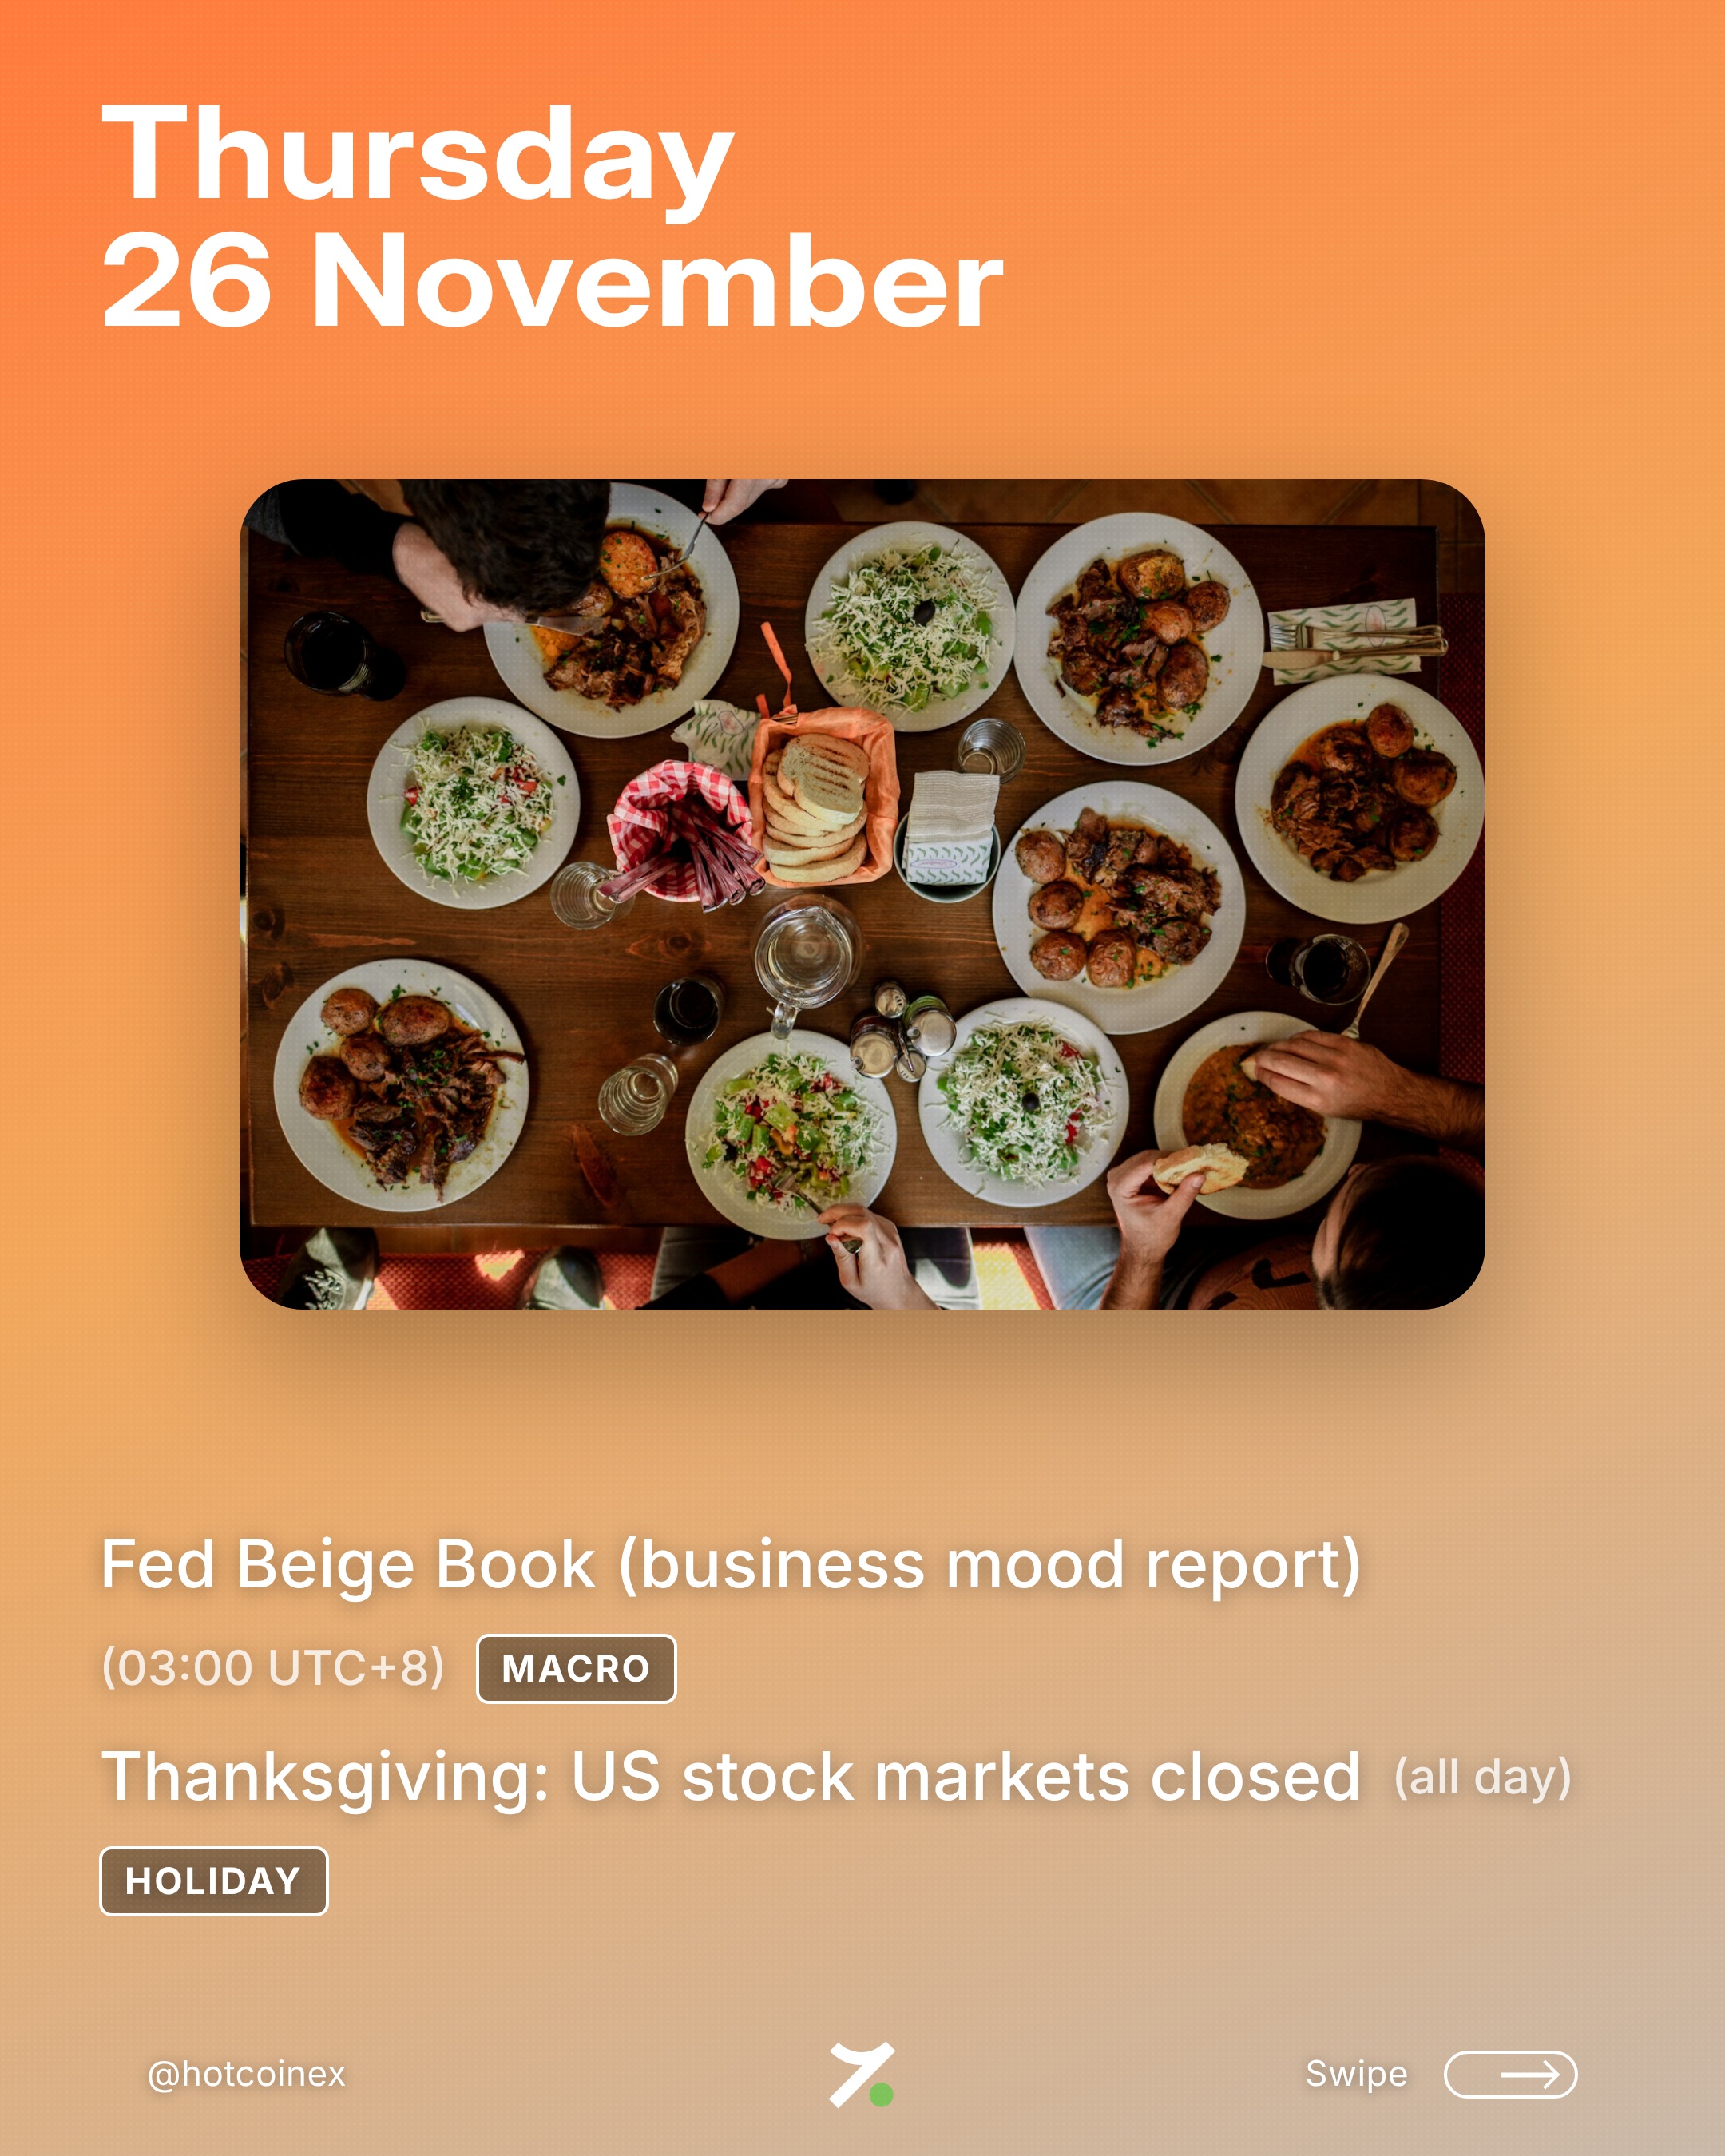 Thursday
26 November
Fed Beige Book (business mood report)
(03:00 UTC+8) MACRO
Thanksgiving: US stock markets closed (all day)
HOLIDAY
@hotcoinex
Swipe